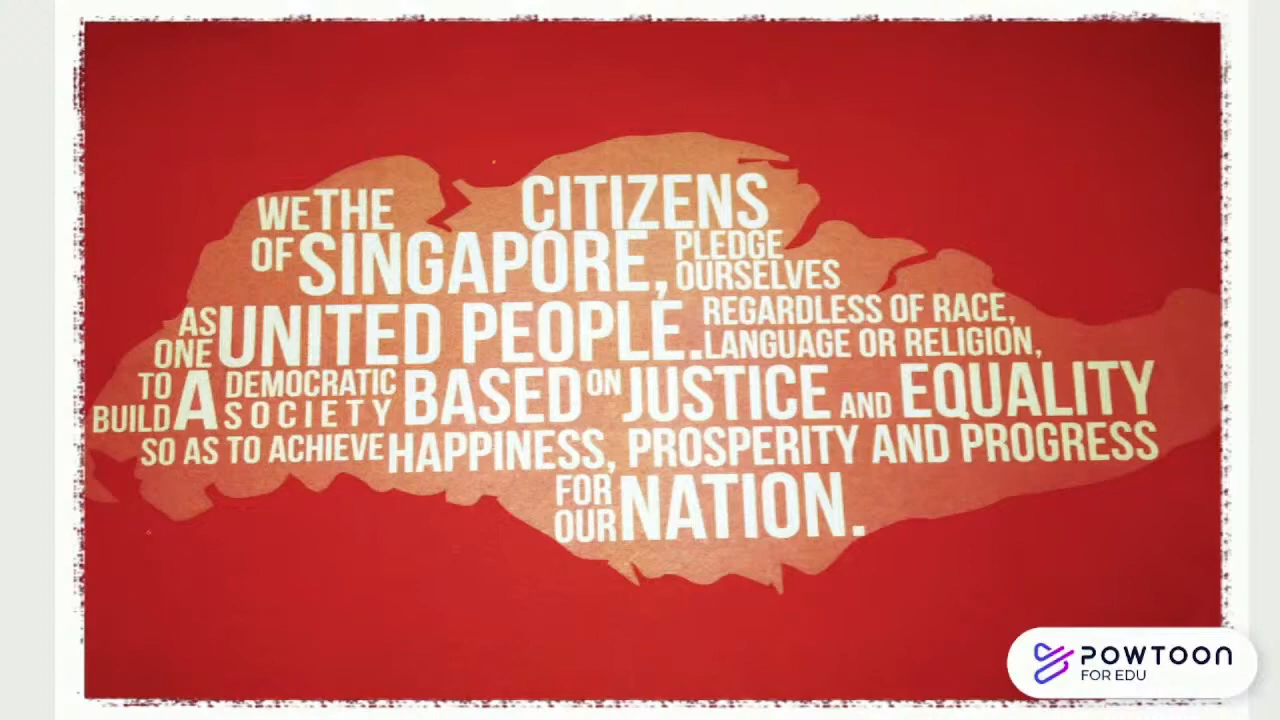 WE THE CITIZENS
OF SINGAPORE, PLEDGE OURSELVES
AS ONE UNITED PEOPLE. REGARDLESS OF RACE, LANGUAGE OR RELIGION,
TO BUILD A DEMOCRATIC SOCIETY BASED ON JUSTICE AND EQUALITY
SO AS TO ACHIEVE HAPPINESS, PROSPERITY AND PROGRESS
FOR OUR NATION.
POWTOON
FOR EDU